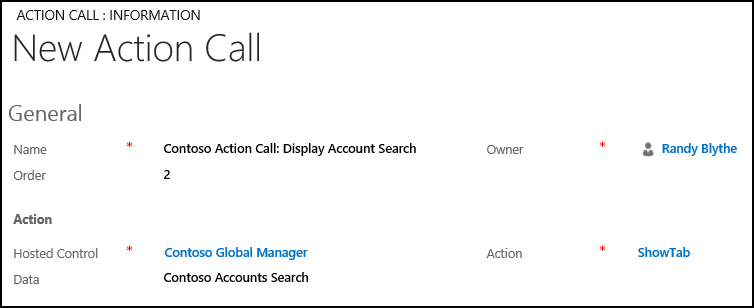 ACTION CALL : INFORMATION
New Action Call
General
Name * Contoso Action Call: Display Account Search Owner * Randy Blythe
Order 2
Action
Hosted Control * Contoso Global Manager Action * ShowTab
Data Contoso Accounts Search